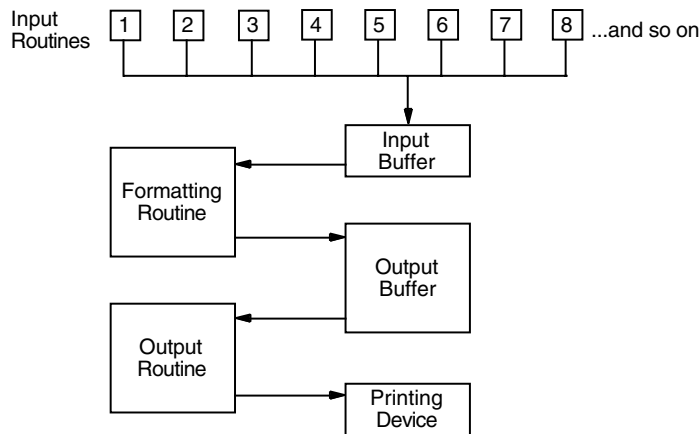 Input
Routines
1 2 3 4 5 6 7 8 ...and so on
Input
Buffer
Formatting
Routine
Output
Buffer
Output
Routine
Printing
Device